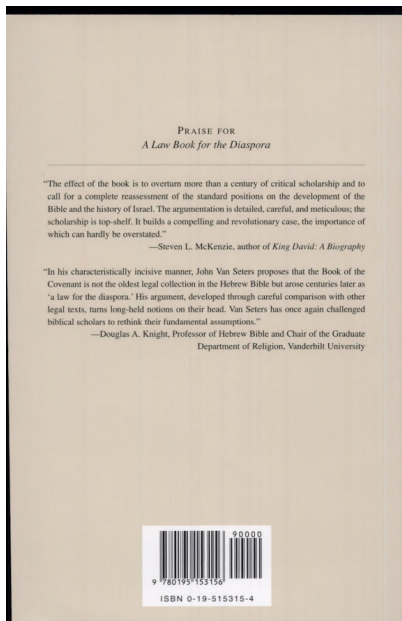 PRAISE FOR
A Law Book for the Diaspora
“The effect of the book is to overturn more than a century of critical scholarship and to
call for a complete reassessment of the standard positions on the development of the
Bible and the history of Israel. The argumentation is detailed, careful, and meticulous; the
scholarship is top-shelf. It builds a compelling and revolutionary case, the importance of
which can hardly be overstated.”
—Steven L. McKenzie, author of King David: A Biography
“In his characteristically incisive manner, John Van Seters proposes that the Book of the
Covenant is not the oldest legal collection in the Hebrew Bible but arose centuries later as
‘a law for the diaspora.’ His argument, developed through careful comparison with other
legal texts, turns long-held notions on their head. Van Seters has once again challenged
biblical scholars to rethink their fundamental assumptions.”
—Douglas A. Knight, Professor of Hebrew Bible and Chair of the Graduate
Department of Religion, Vanderbilt University
90000
9 780195 153156
ISBN 0-19-515315-4